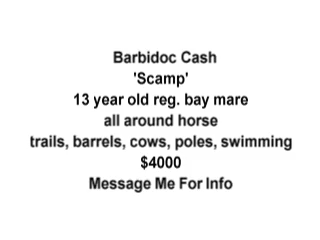 Barbidoc Cash
'Scamp'
13 year old reg. bay mare
all around horse
trails, barrels, cows, poles, swimming
$4000
Message Me For Info